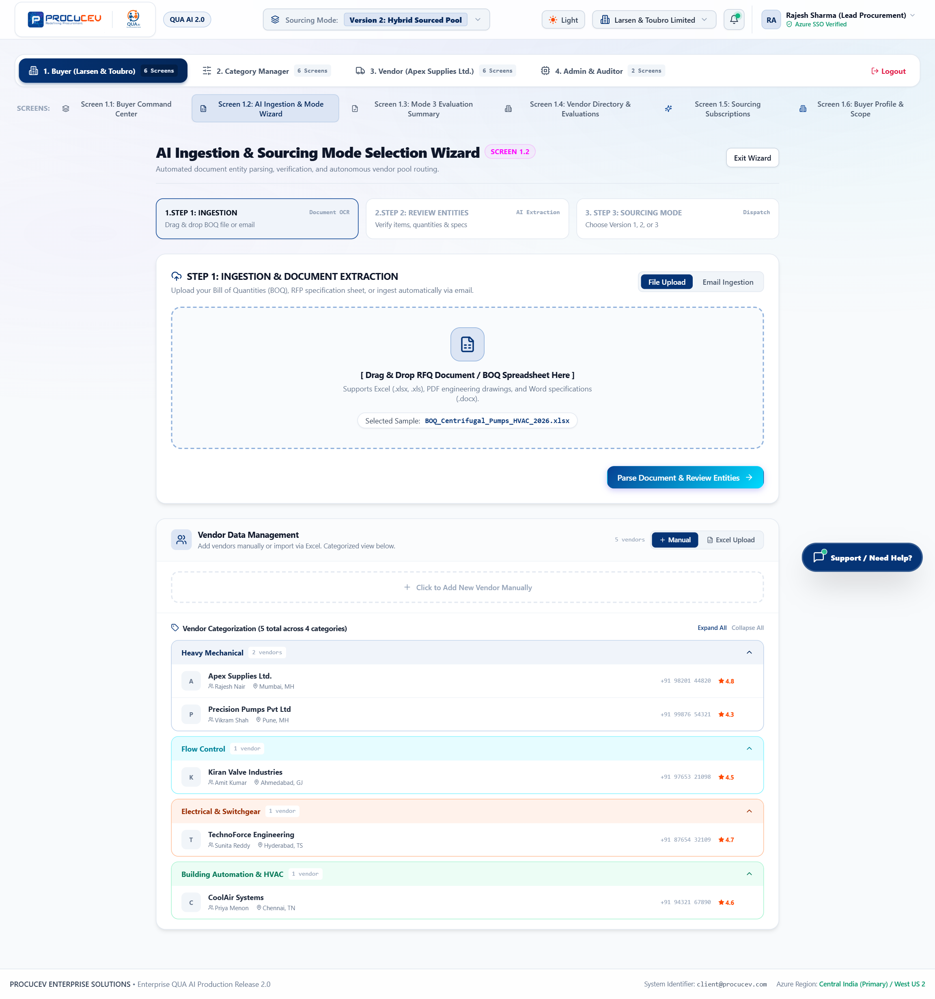 PROCUCEV
Redefining Procurement
QUA AI
QUA AI 2.0
Sourcing Mode: Version 2: Hybrid Sourced Pool
Light
Larsen & Toubro Limited
RA
Rajesh Sharma (Lead Procurement)
Azure SSO Verified
1. Buyer (Larsen & Toubro) 6 Screens
2. Category Manager 6 Screens
3. Vendor (Apex Supplies Ltd.) 6 Screens
4. Admin & Auditor 2 Screens
Logout
SCREENS:
Screen 1.1: Buyer Command
Center
Screen 1.2: AI Ingestion & Mode
Wizard
Screen 1.3: Mode 3 Evaluation
Summary
Screen 1.4: Vendor Directory &
Evaluations
Screen 1.5: Sourcing
Subscriptions
Screen 1.6: Buyer Profile &
Scope
AI Ingestion & Sourcing Mode Selection Wizard SCREEN 1.2
Automated document entity parsing, verification, and autonomous vendor pool routing.
Exit Wizard
1.STEP 1: INGESTION Document OCR
Drag & drop BOQ file or email
2.STEP 2: REVIEW ENTITIES AI Extraction
Verify items, quantities & specs
3. STEP 3: SOURCING MODE Dispatch
Choose Version 1, 2, or 3
STEP 1: INGESTION & DOCUMENT EXTRACTION
Upload your Bill of Quantities (BOQ), RFP specification sheet, or ingest automatically via email.
File Upload Email Ingestion
[ Drag & Drop RFQ Document / BOQ Spreadsheet Here ]
Supports Excel (.xlsx, .xls), PDF engineering drawings, and Word specifications
(.docx).
Selected Sample: BOQ_Centrifugal_Pumps_HVAC_2026.xlsx
Parse Document & Review Entities
Vendor Data Management
Add vendors manually or import via Excel. Categorized view below.
5 vendors + Manual Excel Upload
+ Click to Add New Vendor Manually
Vendor Categorization (5 total across 4 categories)
Expand All Collapse All
Support / Need Help?
Heavy Mechanical 2 vendors
A
Apex Supplies Ltd.
Rajesh Nair Mumbai, MH
+91 98201 44820 4.8
P
Precision Pumps Pvt Ltd
Vikram Shah Pune, MH
+91 99876 54321 4.3
Flow Control 1 vendor
K
Kiran Valve Industries
Amit Kumar Ahmedabad, GJ
+91 97653 21098 4.5
Electrical & Switchgear 1 vendor
T
TechnoForce Engineering
Sunita Reddy Hyderabad, TS
+91 87654 32109 4.7
Building Automation & HVAC 1 vendor
C
CoolAir Systems
Priya Menon Chennai, TN
+91 94321 67890 4.6
PROCUCEV ENTERPRISE SOLUTIONS • Enterprise QUA AI Production Release 2.0
System Identifier: client@procucev.com Azure Region: Central India (Primary) / West US 2